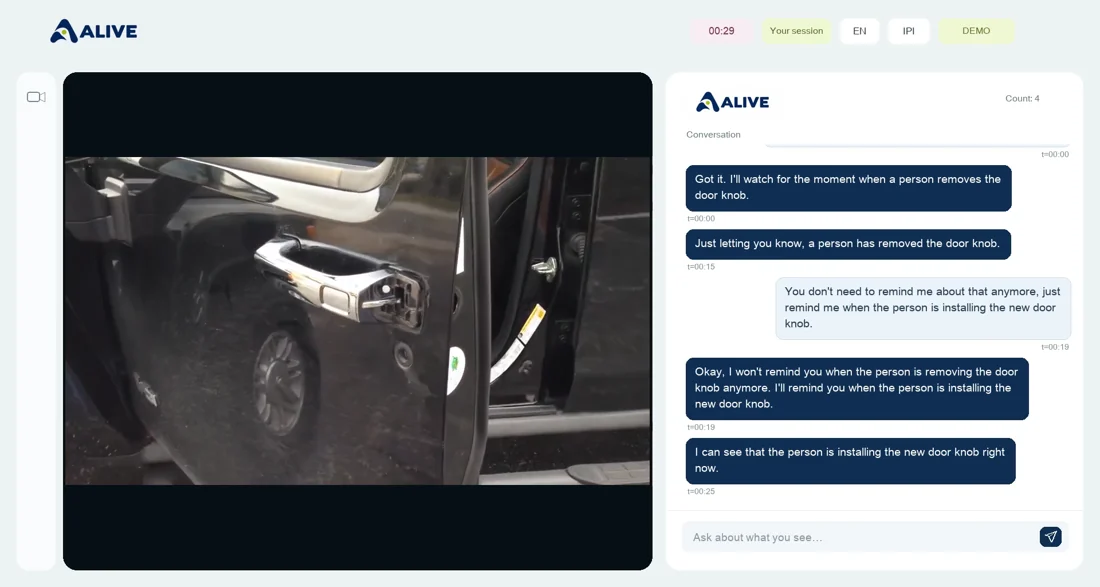 ALIVE
00:29
Your session
EN
IPI
DEMO
ALIVE
Count: 4
Conversation
t=00:00
Got it. I'll watch for the moment when a person removes the
door knob.
t=00:00
Just letting you know, a person has removed the door knob.
t=00:15
You don't need to remind me about that anymore, just
remind me when the person is installing the new door
knob.
t=00:19
Okay, I won't remind you when the person is removing the door
knob anymore. I'll remind you when the person is installing the
new door knob.
t=00:19
I can see that the person is installing the new door knob right
now.
t=00:25
Ask about what you see...